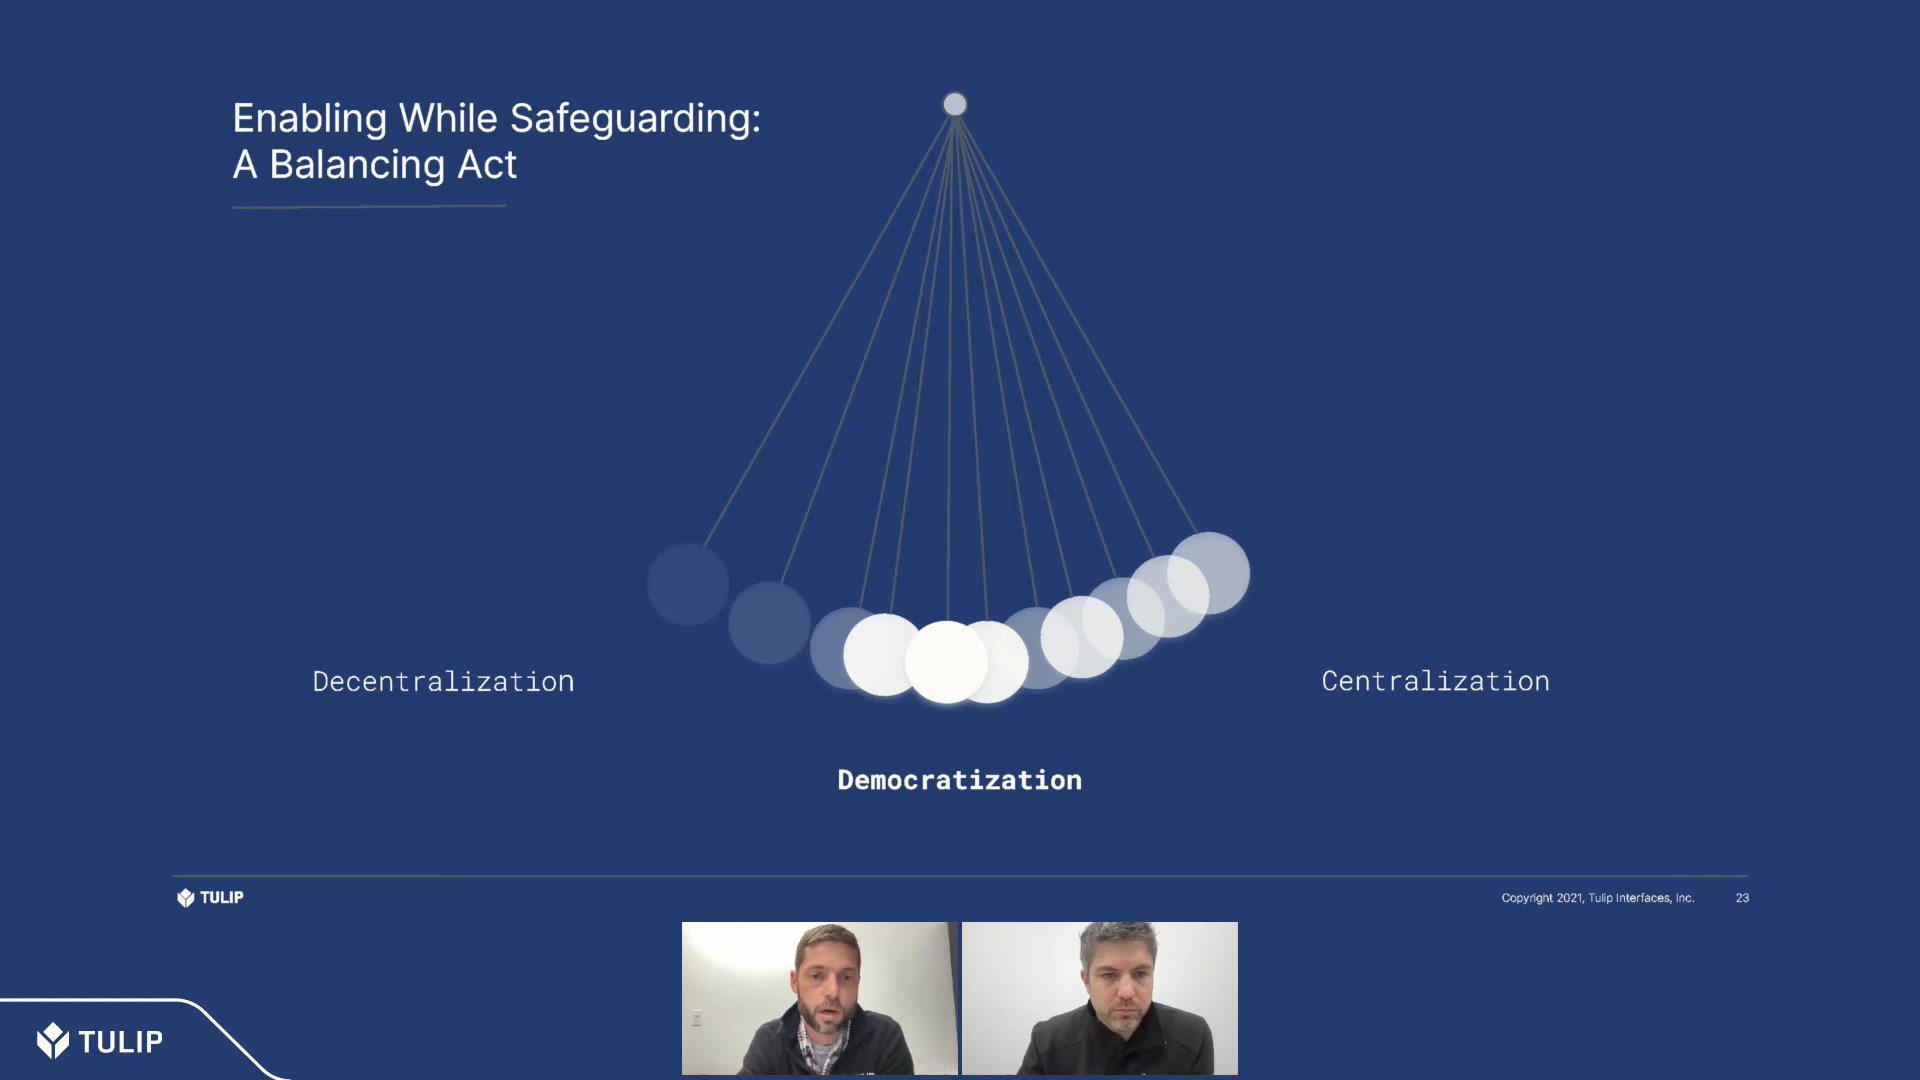 Enabling While Safeguarding:
A Balancing Act
Decentralization
Centralization
Democratization
TULIP
Copyright 2021, Tulip Interfaces, Inc.
23
TULIP